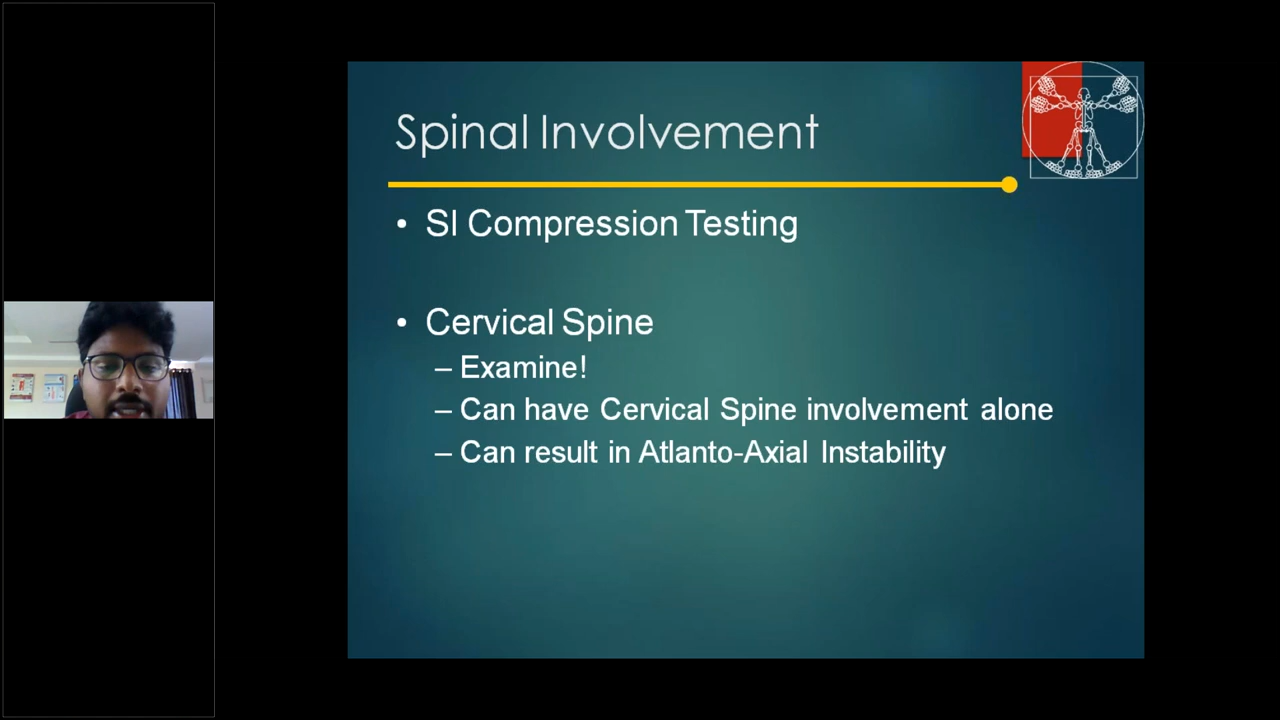 Spinal Involvement
• SI Compression Testing
• Cervical Spine
– Examine!
– Can have Cervical Spine involvement alone
– Can result in Atlanto-Axial Instability